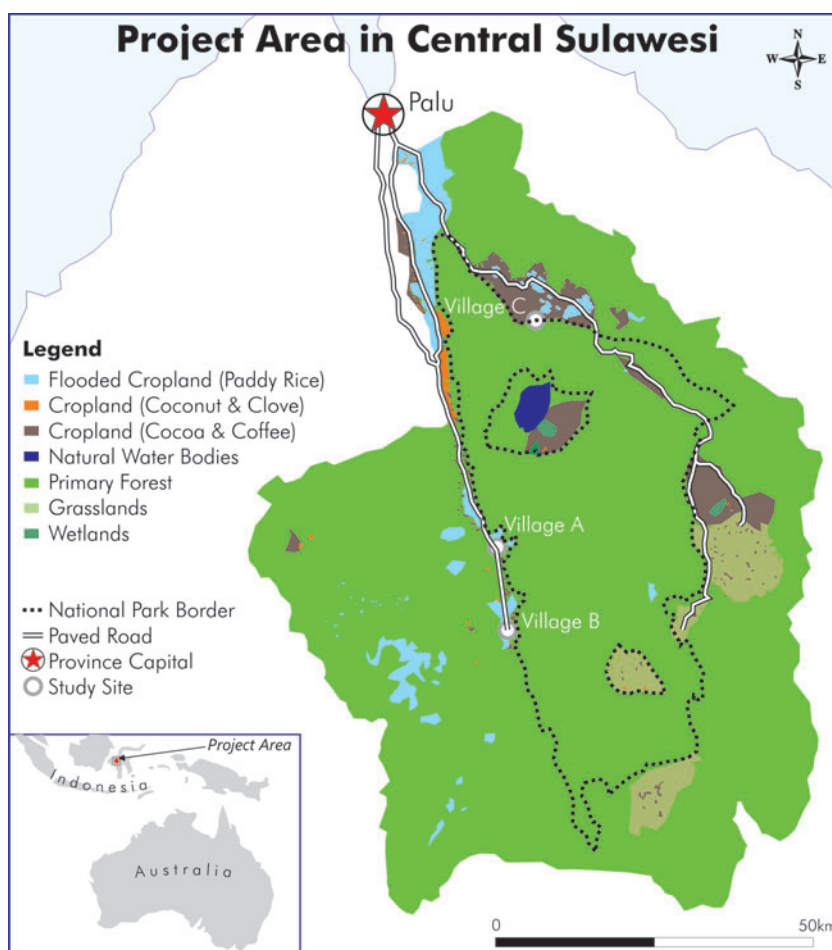 Project Area in Central Sulawesi
N
W E
S
Palu
Village C
Legend
Flooded Cropland (Paddy Rice)
Cropland (Coconut & Clove)
Cropland (Cocoa & Coffee)
Natural Water Bodies
Primary Forest
Grasslands
Wetlands
Village A
National Park Border
Paved Road
Village B
Province Capital
Study Site
Project Area
Indonesia
Australia
0 50km